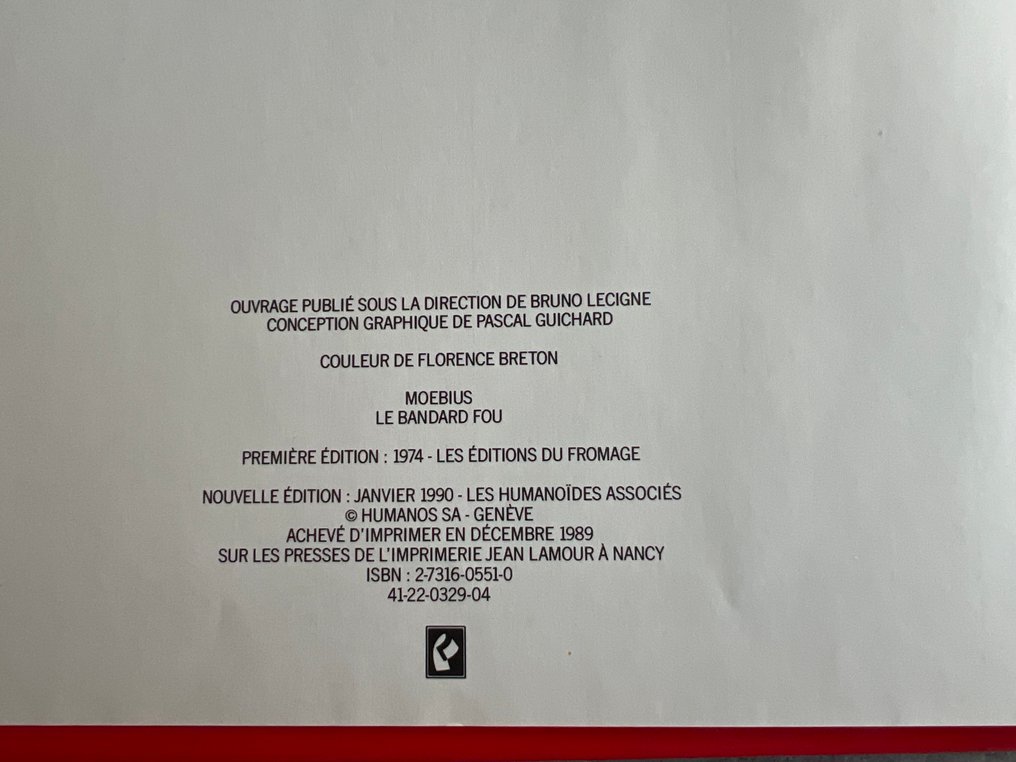 OUVRAGE PUBLIÉ SOUS LA DIRECTION DE BRUNO LECIGNE
CONCEPTION GRAPHIQUE DE PASCAL GUICHARD
COULEUR DE FLORENCE BRETON
MOEBIUS
LE BANDARD FOU
PREMIÈRE ÉDITION : 1974 - LES ÉDITIONS DU FROMAGE
NOUVELLE ÉDITION : JANVIER 1990 - LES HUMANOÏDES ASSOCIÉS
© HUMANOS SA - GENÈVE
ACHEVÉ D'IMPRIMER EN DÉCEMBRE 1989
SUR LES PRESSES DE L'IMPRIMERIE JEAN LAMOUR À NANCY
ISBN : 2-7316-0551-0
41-22-0329-04